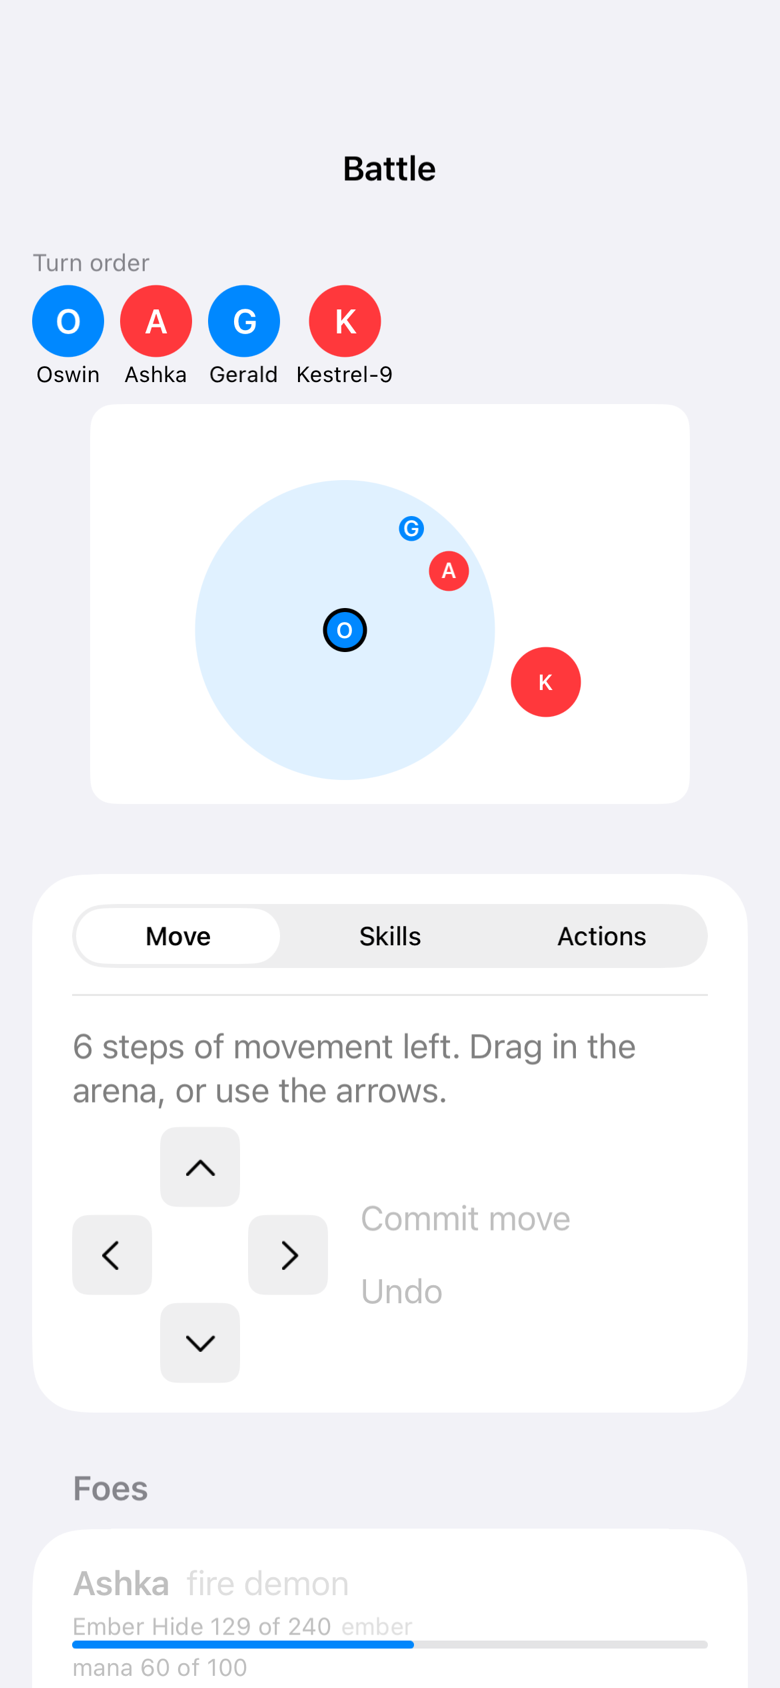 Battle
Turn order
O A G K
Oswin Ashka Gerald Kestrel-9
G
A
O
K
Move Skills Actions
6 steps of movement left. Drag in the
arena, or use the arrows.
Commit move
Undo
Foes
Ashka fire demon
Ember Hide 129 of 240 ember
mana 60 of 100